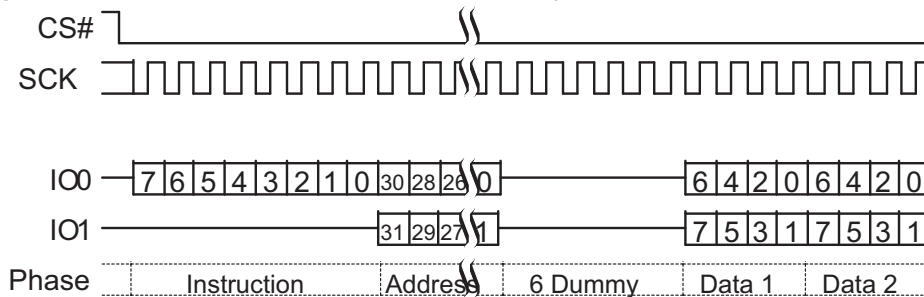 CS#
SCK
IO0 7 6 5 4 3 2 1 0 30 28 26 0 6 4 2 0 6 4 2 0
IO1 31 29 27 1 7 5 3 1 7 5 3 1
Phase Instruction Address 6 Dummy Data 1 Data 2